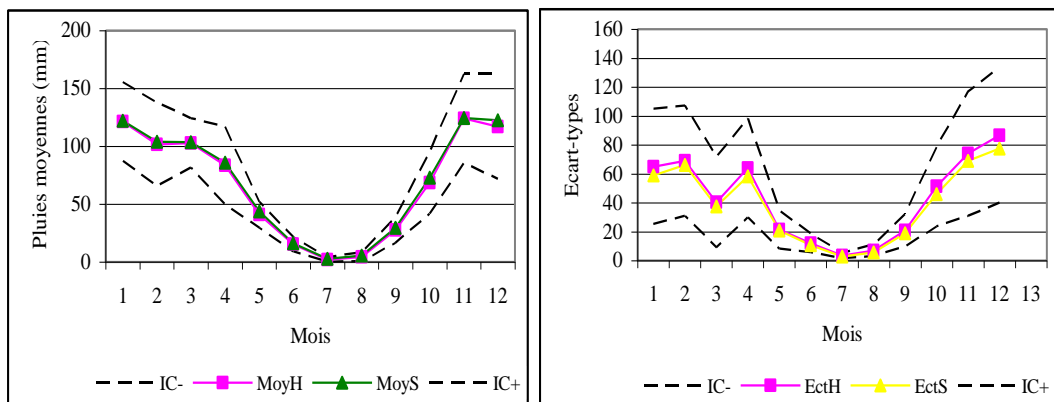 Pluies moyennes (mm)
200
150
100
50
0
1 2 3 4 5 6 7 8 9 10 11 12
Mois
IC- MoyH MoyS IC+
Ecart-types
160
140
120
100
80
60
40
20
0
1 2 3 4 5 6 7 8 9 10 11 12 13
Mois
IC- EctH EctS IC+